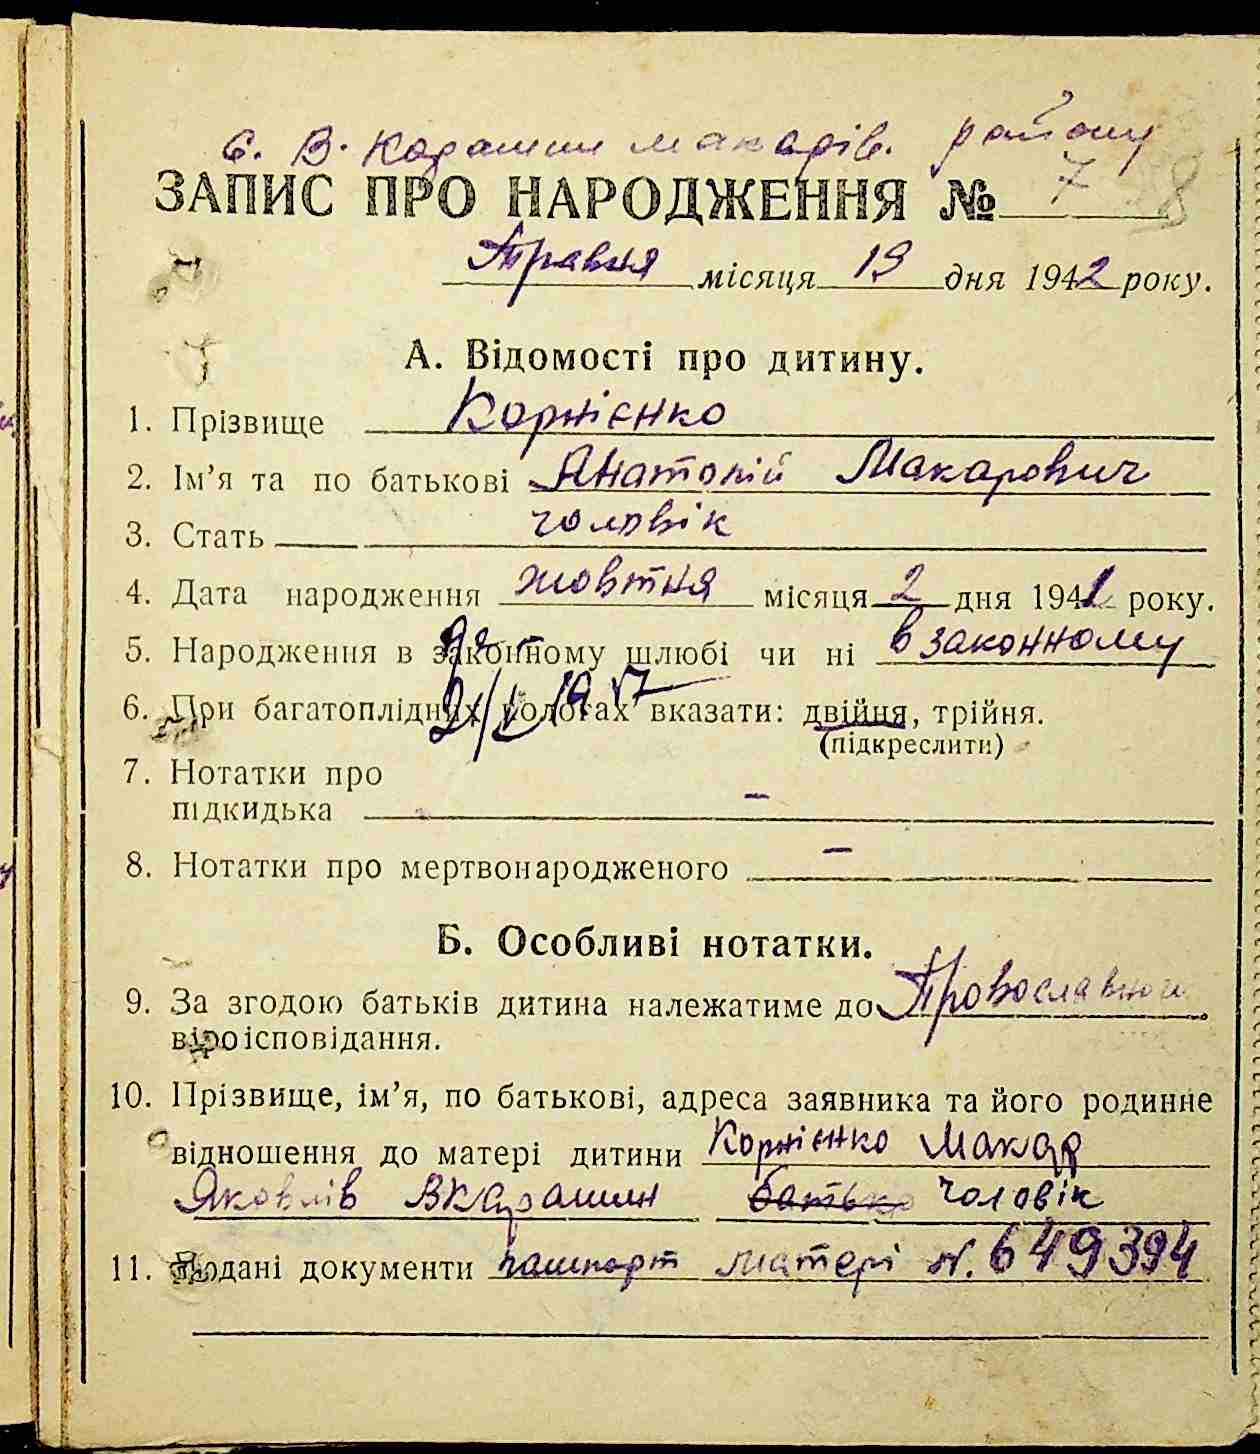 с. В. Карашин макарів. району
ЗАПИС ПРО НАРОДЖЕННЯ № 7 28
Травня місяця 19 дня 1942 року.
А. Відомості про дитину.
1. Прізвище Корнієнко
2. Ім’я та по батькові Анатолій Макарович
3. Стать чоловік
4. Дата народження жовтня місяця 2 дня 1941 року.
5. Народження в законному шлюбі чи ні в законному
6. При багатоплідних пологах вказати: двійня, трійня.
(підкреслити)
7. Нотатки про
підкидька –
8. Нотатки про мертвонародженого –
Б. Особливі нотатки.
9. За згодою батьків дитина належатиме до Православної
віроісповідання.
10. Прізвище, ім’я, по батькові, адреса заявника та його родинне
відношення до матері дитини Корнієнко Макар
Яковлів В Карашин батько чоловік
11. Подані документи пашпорт матері N. 649394